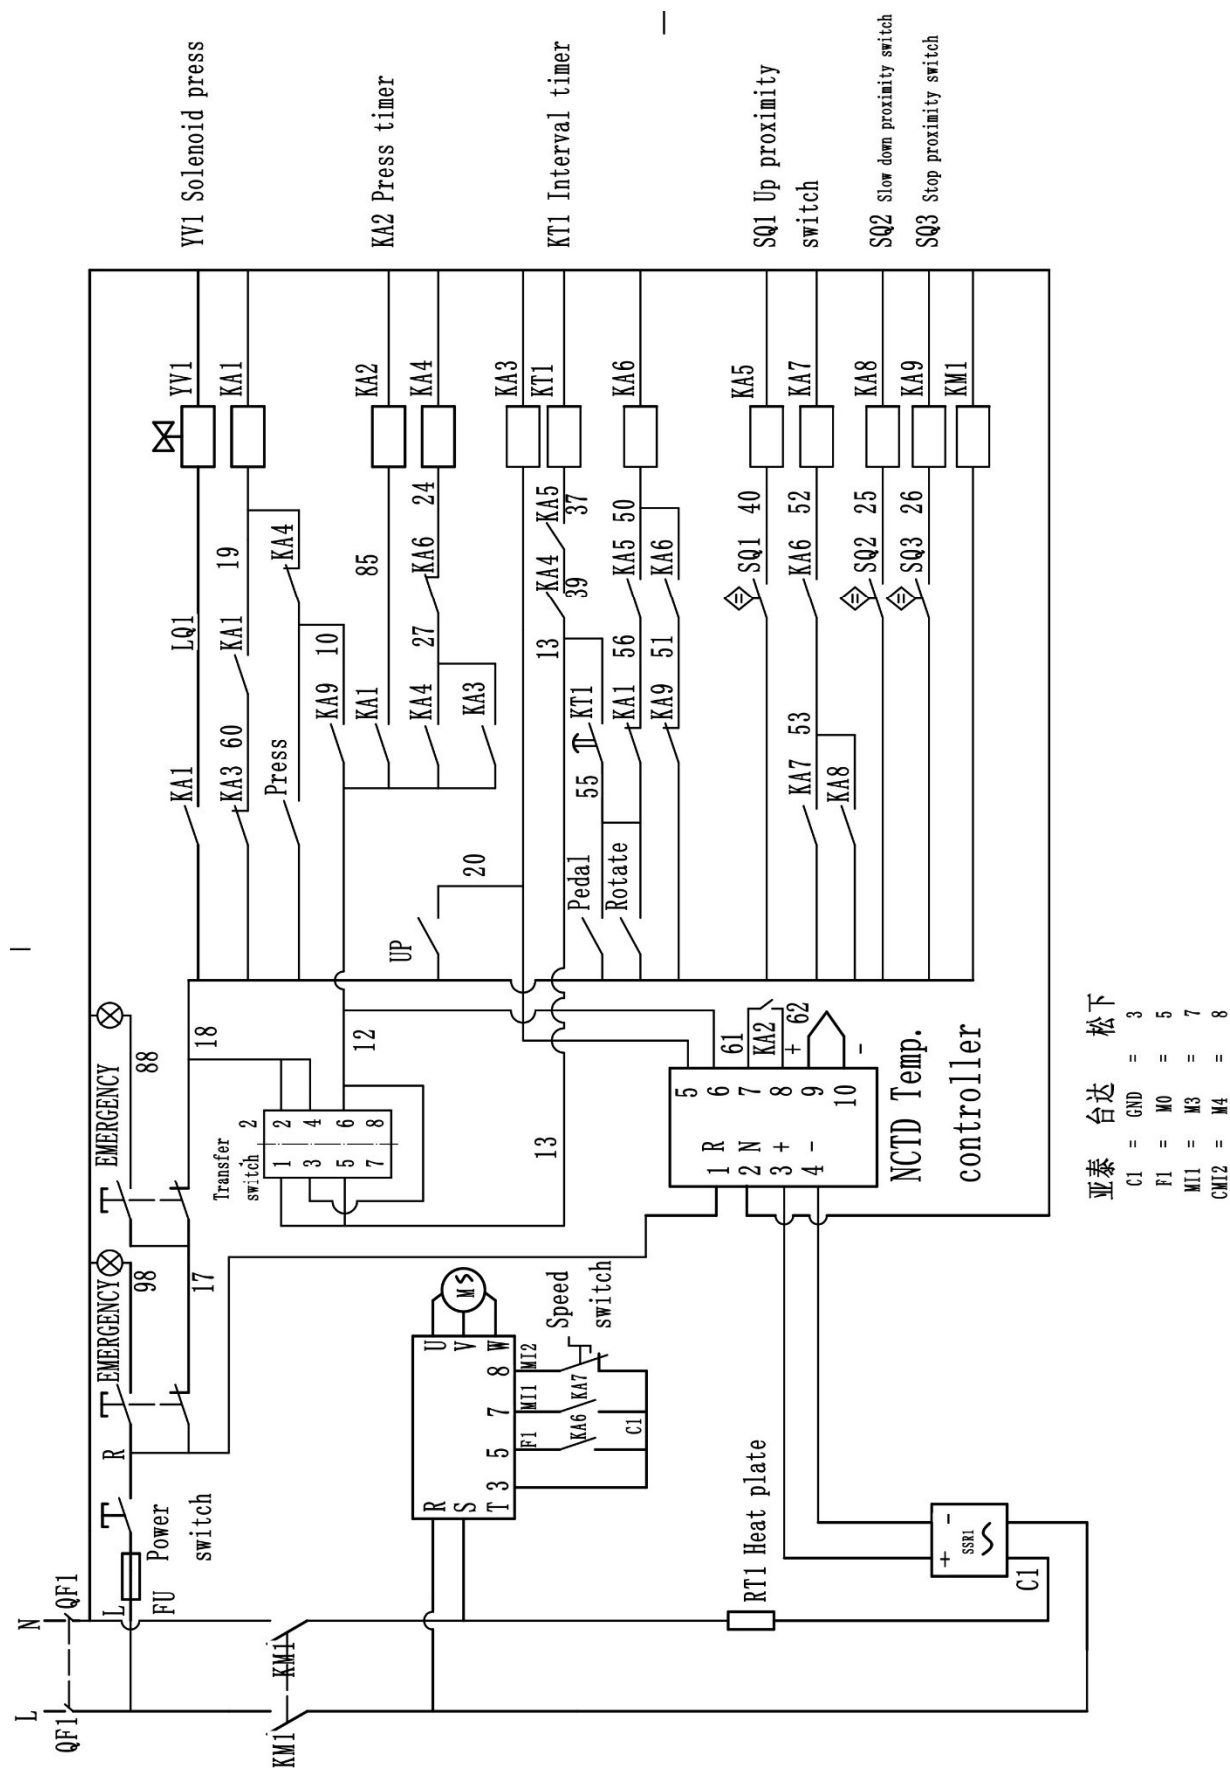 N
L
QF1
QF1
L
FU
Power
switch
R
EMERGENCY
98
17
EMERGENCY
88
18
KM1
KM1
Transfer
switch
2
1
2
3
4
5
6
7
8
12
13
UP
20
KA1
LQ1
YV1
YV1 Solenoid press
KA3
60
KA1
19
KA1
Press
KA4
KA9
10
KA1
85
KA2
KA2 Press timer
KA4
27
KA6
24
KA4
KA3
KA3
13
KA4
39
KA5
37
KT1
KT1 Interval timer
Pedal
55
KT1
Rotate
KA1
56
KA5
50
KA6
KA9
51
KA6
SQ1
40
KA5
SQ1 Up proximity
switch
KA7
53
KA6
52
KA7
KA8
SQ2
25
KA8
SQ2 Slow down proximity switch
SQ3
26
KA9
SQ3 Stop proximity switch
KM1
R
S
T
3
5
7
8
U
V
W
M
F1
MI1
MI2
KA6
KA7
C1
Speed
switch
1 R
2 N
3 +
4 -
5
6
7
8
9
10
61
KA2
62
+
-
NCTD Temp.
controller
RT1 Heat plate
+ -
SSR1
C1
亚泰 台达 松下
C1 = GND = 3
F1 = M0 = 5
MI1 = M3 = 7
CMI2 = M4 = 8